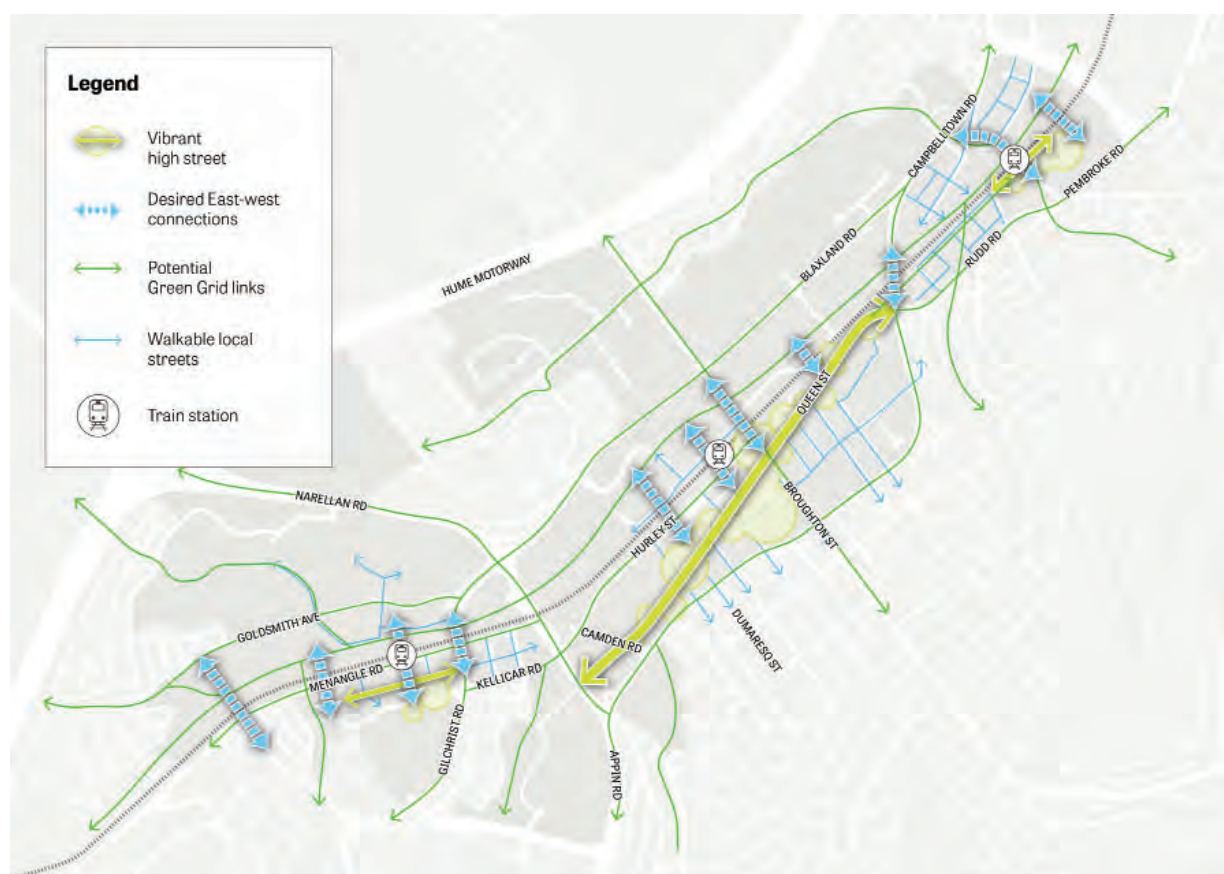 Legend
Vibrant
high street
Desired East-west
connections
Potential
Green Grid links
Walkable local
streets
Train station
CAMPBELLTOWN RD
PEMBROKE RD
RUDD RD
BLAXLAND RD
HUME MOTORWAY
QUEEN ST
BROUGHTON ST
HURLEY ST
DUMARESQ ST
NARELLAN RD
CAMDEN RD
GOLDSMITH AVE
MENANGLE RD
KELLICAR RD
GILCHRIST RD
APPIN RD